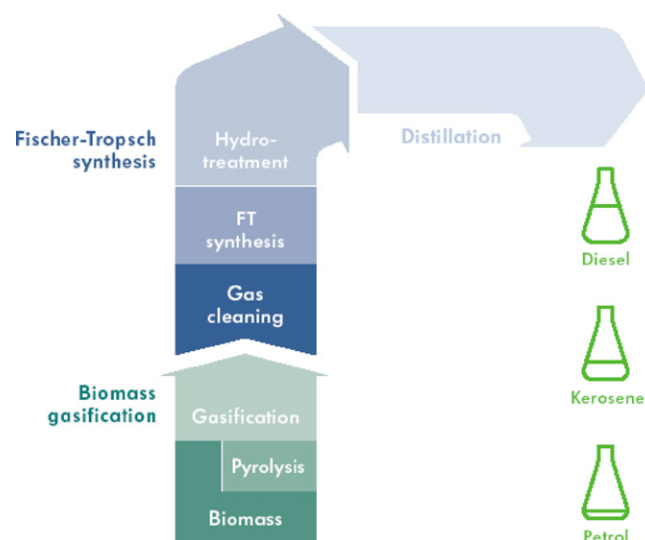 Fischer-Tropsch
synthesis
Hydro-
treatment
Distillation
FT
synthesis
Diesel
Gas
cleaning
Biomass
gasification
Gasification
Kerosene
Pyrolysis
Biomass
Petrol